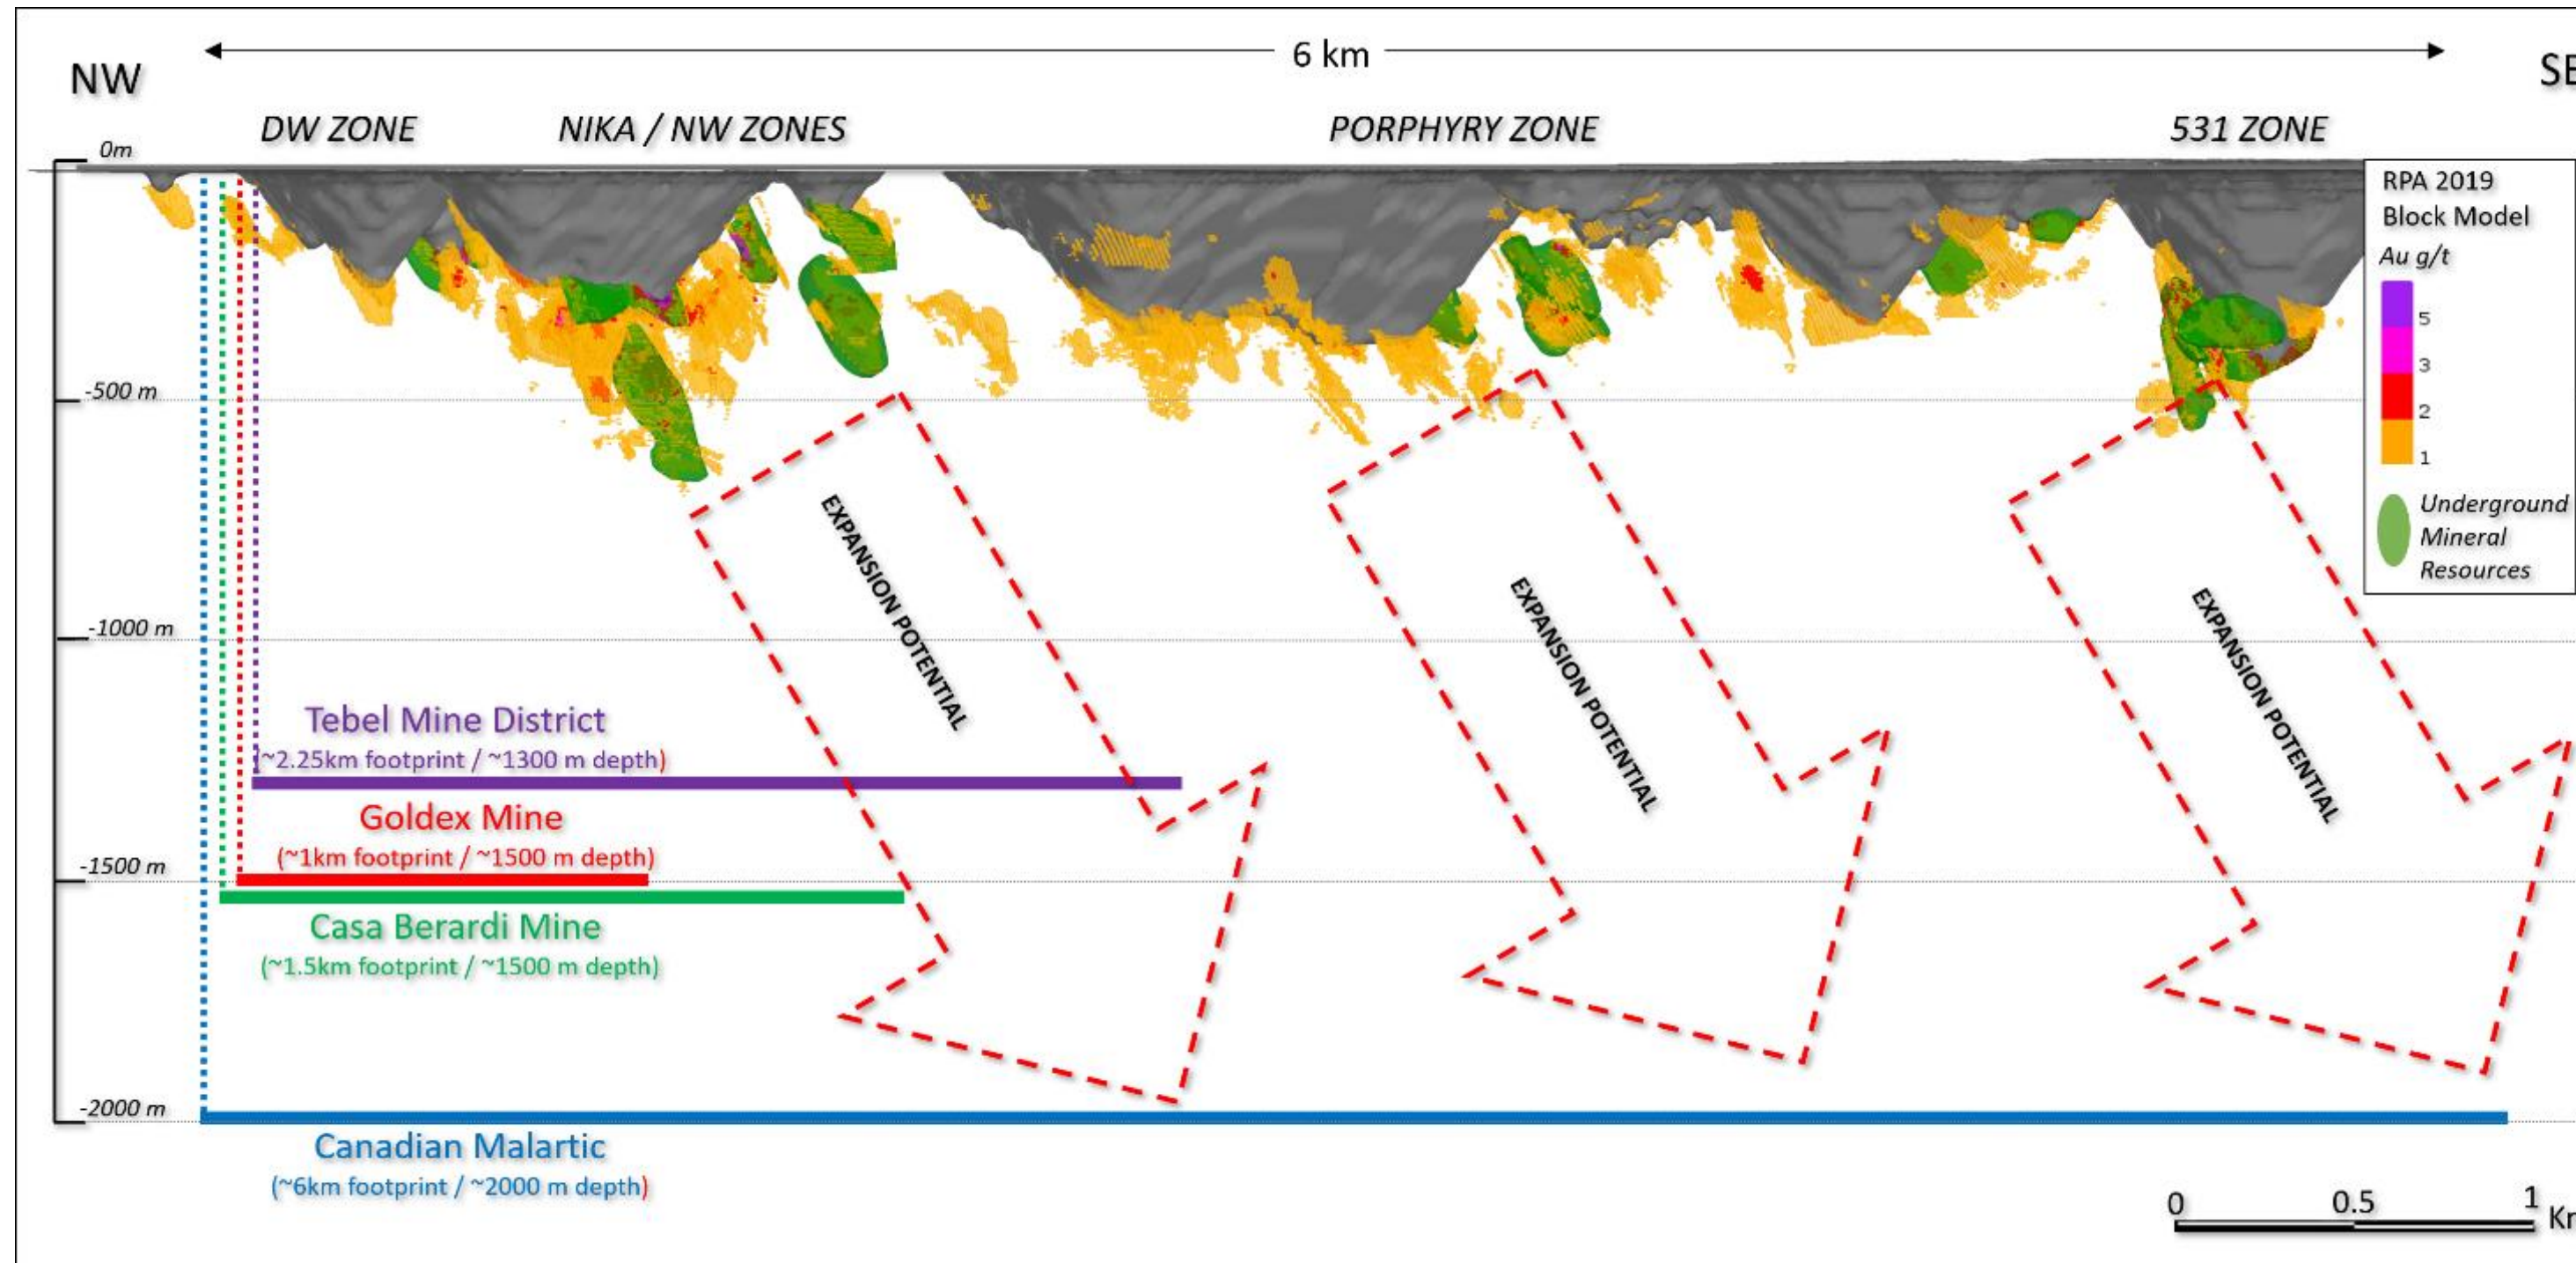 6 km
NW
SE
DW ZONE
NIKA / NW ZONES
PORPHYRY ZONE
531 ZONE
0m
RPA 2019
Block Model
Au g/t
5
3
2
1
Underground
Mineral
Resources
-500 m
-1000 m
-1500 m
-2000 m
EXPANSION POTENTIAL
EXPANSION POTENTIAL
EXPANSION POTENTIAL
Tebel Mine District
(~2.25km footprint / ~1300 m depth)
Goldex Mine
(~1km footprint / ~1500 m depth)
Casa Berardi Mine
(~1.5km footprint / ~1500 m depth)
Canadian Malartic
(~6km footprint / ~2000 m depth)
0 0.5 1